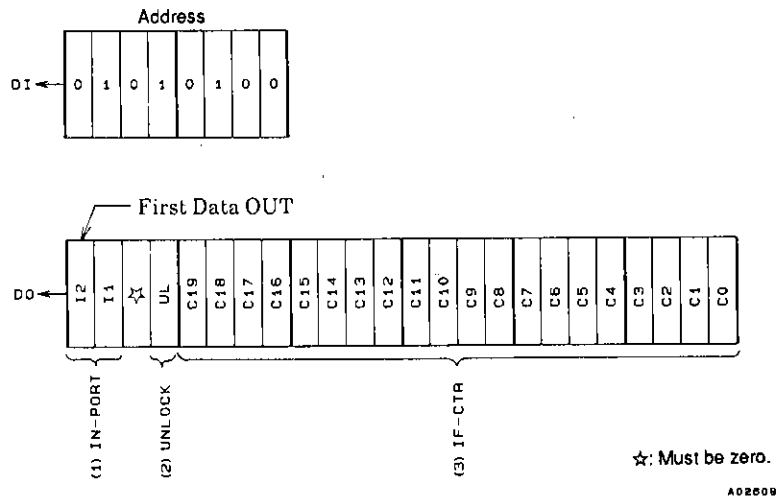 Address
DI 0 1 0 1 0 1 0 0
First Data OUT
DO I2 I1 ☆ UL C19 C18 C17 C16 C15 C14 C13 C12 C11 C10 C9 C8 C7 C6 C5 C4 C3 C2 C1 C0
(1) IN-PORT
(2) UNLOCK
(3) IF-CTR
☆: Must be zero.
A02609